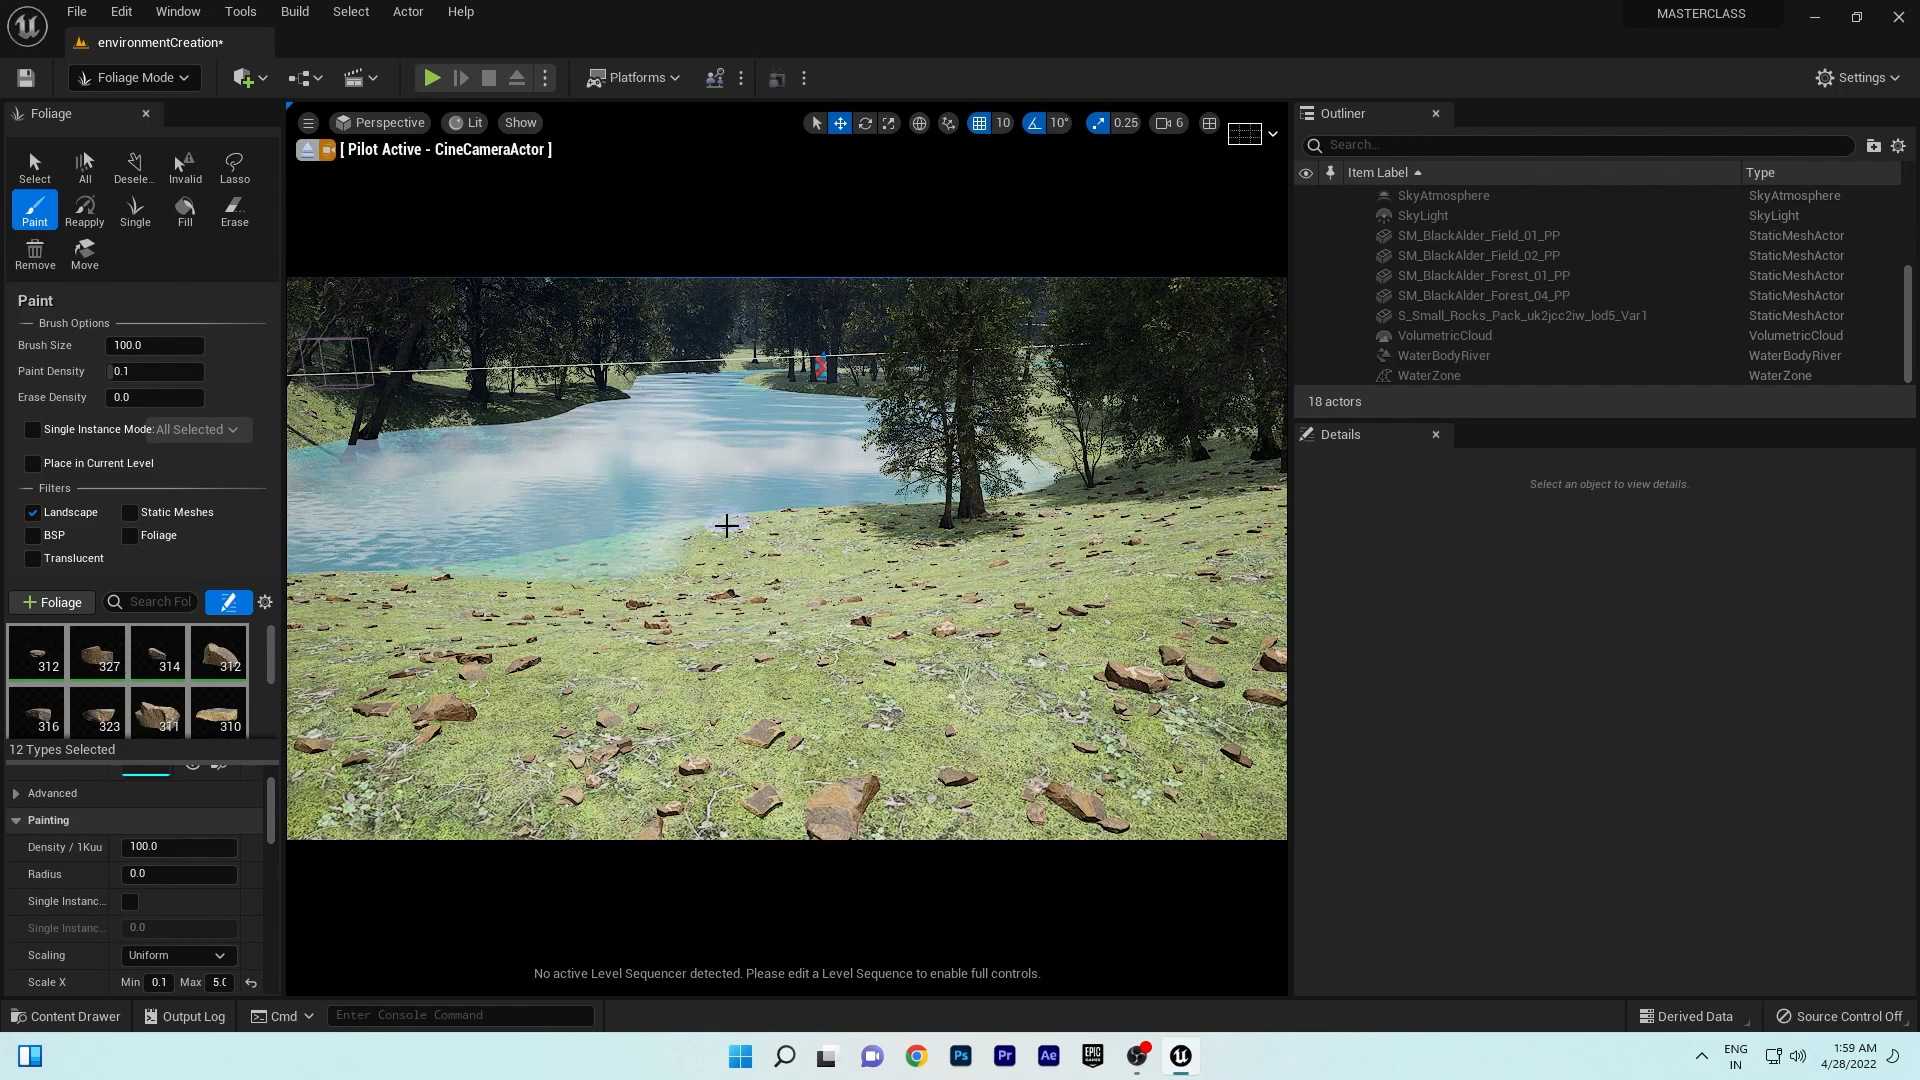 File Edit Window Tools Build Select Actor Help
MASTERCLASS
environmentCreation*
Foliage Mode
Platforms
Settings
Foliage
Select All Desele... Invalid Lasso
Paint Reapply Single Fill Erase
Remove Move
Paint
Brush Options
Brush Size 100.0
Paint Density 0.1
Erase Density 0.0
Single Instance Mode: All Selected
Place in Current Level
Filters
Landscape Static Meshes
BSP Foliage
Translucent
Foliage Search Fol
312 327 314 312
316 323 311 310
12 Types Selected
Advanced
Painting
Density / 1Kuu 100.0
Radius 0.0
Single Instanc...
Single Instanc... 0.0
Scaling Uniform
Scale X Min 0.1 Max 5.0
Perspective Lit Show
10 10° 0.25 6
[ Pilot Active - CineCameraActor ]
No active Level Sequencer detected. Please edit a Level Sequence to enable full controls.
Outliner
Search...
Item Label Type
SkyAtmosphere SkyAtmosphere
SkyLight SkyLight
SM_BlackAlder_Field_01_PP StaticMeshActor
SM_BlackAlder_Field_02_PP StaticMeshActor
SM_BlackAlder_Forest_01_PP StaticMeshActor
SM_BlackAlder_Forest_04_PP StaticMeshActor
S_Small_Rocks_Pack_uk2jcc2iw_lod5_Var1 StaticMeshActor
VolumetricCloud VolumetricCloud
WaterBodyRiver WaterBodyRiver
WaterZone WaterZone
18 actors
Details
Select an object to view details.
Content Drawer Output Log Cmd Enter Console Command
Derived Data Source Control Off
Ps Pr Ae EPIC GAMES
ENG
IN
1:59 AM
4/28/2022